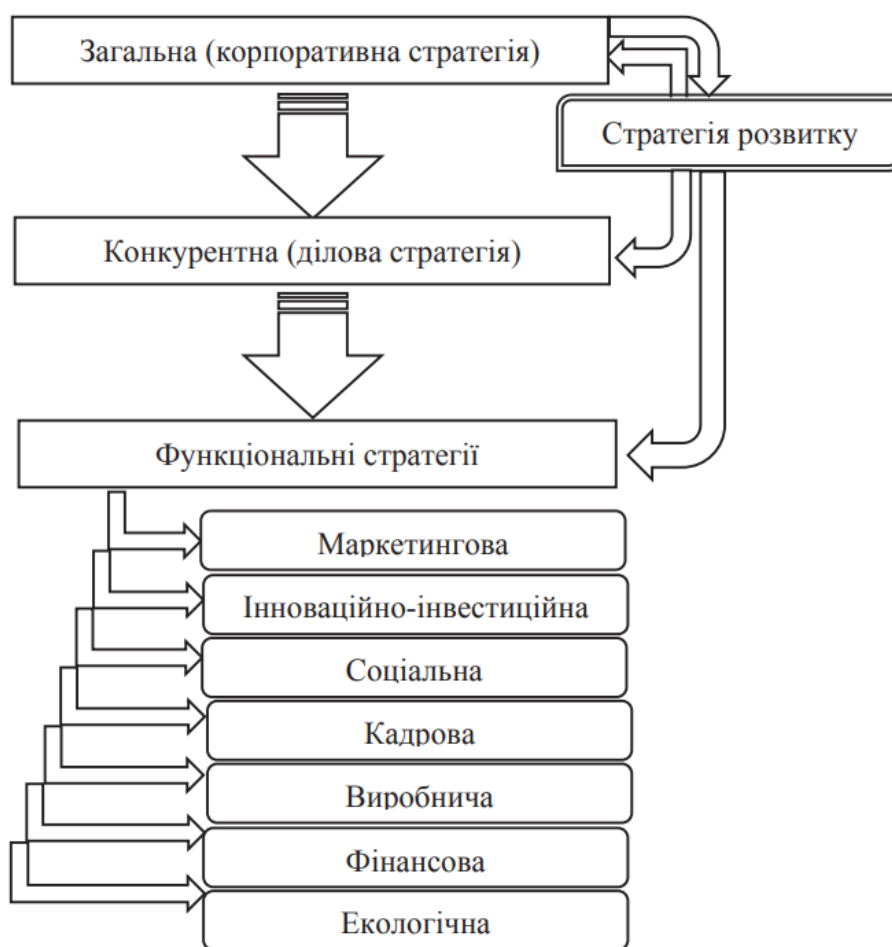 Загальна (корпоративна стратегія)
Стратегія розвитку
Конкурентна (ділова стратегія)
Функціональні стратегії
Маркетингова
Інноваційно-інвестиційна
Соціальна
Кадрова
Виробнича
Фінансова
Екологічна